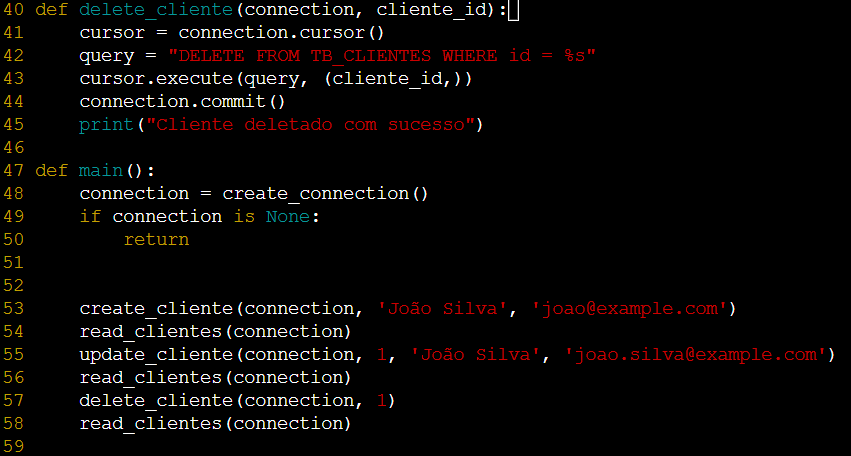 40 def delete_cliente(connection, cliente_id):
41     cursor = connection.cursor()
42     query = "DELETE FROM TB_CLIENTES WHERE id = %s"
43     cursor.execute(query, (cliente_id,))
44     connection.commit()
45     print("Cliente deletado com sucesso")
46
47 def main():
48     connection = create_connection()
49     if connection is None:
50         return
51
52
53     create_cliente(connection, 'João Silva', 'joao@example.com')
54     read_clientes(connection)
55     update_cliente(connection, 1, 'João Silva', 'joao.silva@example.com')
56     read_clientes(connection)
57     delete_cliente(connection, 1)
58     read_clientes(connection)
59